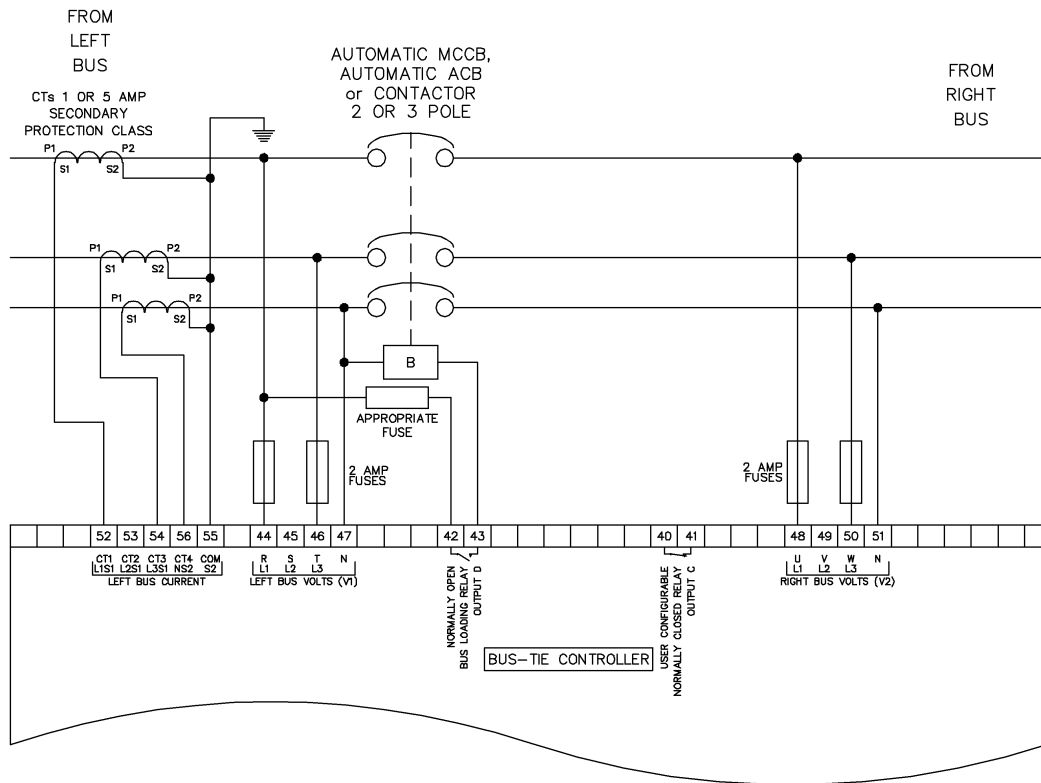 FROM
LEFT
BUS
CTs 1 OR 5 AMP
SECONDARY
PROTECTION CLASS
AUTOMATIC MCCB,
AUTOMATIC ACB
or CONTACTOR
2 OR 3 POLE
FROM
RIGHT
BUS
P1 P2
S1 S2
P1 P2
S1 S2
P1 P2
S1 S2
B
APPROPRIATE
FUSE
2 AMP
FUSES
2 AMP
FUSES
52 53 54 56 55 44 45 46 47 42 43 40 41 48 49 50 51
CT1 CT2 CT3 CT4 COM
L1S1 L2S1 L3S1 NS2 S2
LEFT BUS CURRENT
R S T N
L1 L2 L3
LEFT BUS VOLTS (V1)
NORMALLY OPEN
BUS LOADING RELAY
OUTPUT D
USER CONFIGURABLE
NORMALLY CLOSED RELAY
OUTPUT C
U V W N
L1 L2 L3
RIGHT BUS VOLTS (V2)
BUS-TIE CONTROLLER